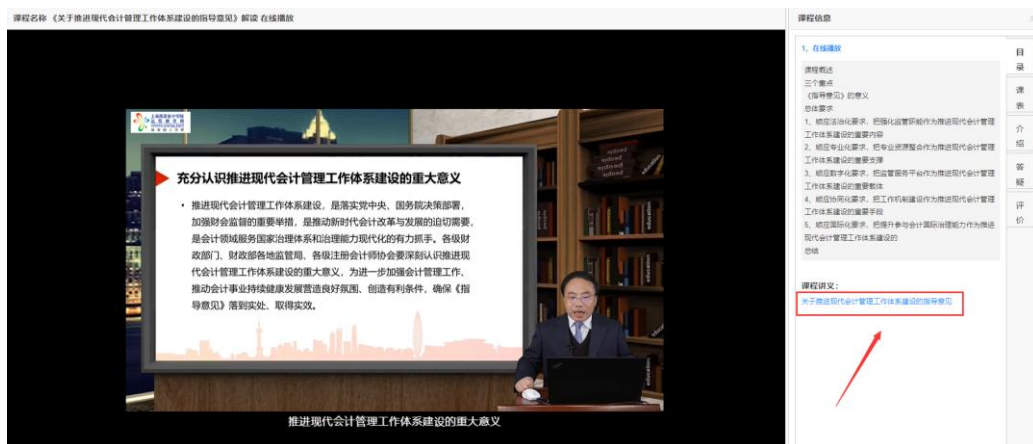 课程名称 《关于推进现代会计管理工作体系建设的指导意见》解读 在线播放
充分认识推进现代会计管理工作体系建设的重大意义
• 推进现代会计管理工作体系建设，是落实党中央、国务院决策部署，
加强财会监督的重要举措，是推动新时代会计改革与发展的迫切需要，
是会计领域服务国家治理体系和治理能力现代化的有力抓手。各级财
政部门、财政部各地监管局、各级注册会计师协会要深刻认识推进现
代会计管理工作体系建设的重大意义，为进一步加强会计管理工作、
推动会计事业持续健康发展营造良好氛围、创造有利条件，确保《指
导意见》落到实处、取得实效。
推进现代会计管理工作体系建设的重大意义
课程信息
1、在线播放
课程概述
三个重点
《指导意见》的意义
总体要求
1、顺应法治化要求，把强化监管职能作为推进现代会计管理
工作体系建设的重要内容
2、顺应专业化要求，把专业资源整合作为推进现代会计管理
工作体系建设的重要支撑
3、顺应数字化要求，把监管服务平台作为推进现代会计管理
工作体系建设的重要载体
4、顺应协同化要求，把工作机制建设作为推进现代会计管理
工作体系建设的重要手段
5、顺应国际化要求，把提升参与会计国际治理能力作为推进
现代会计管理工作体系建设的
总结
课程讲义：
关于推进现代会计管理工作体系建设的指导意见
目录
课表
介绍
答疑
评价